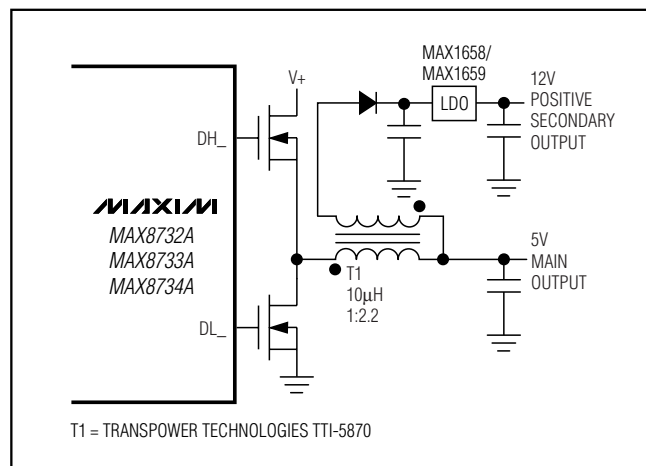 MAX1658/
MAX1659
V+
LDO
12V
POSITIVE
SECONDARY
OUTPUT
DH_
MAXIM
MAX8732A
MAX8733A
MAX8734A
5V
MAIN
OUTPUT
T1
10μH
1:2.2
DL_
T1 = TRANSPOWER TECHNOLOGIES TTI-5870